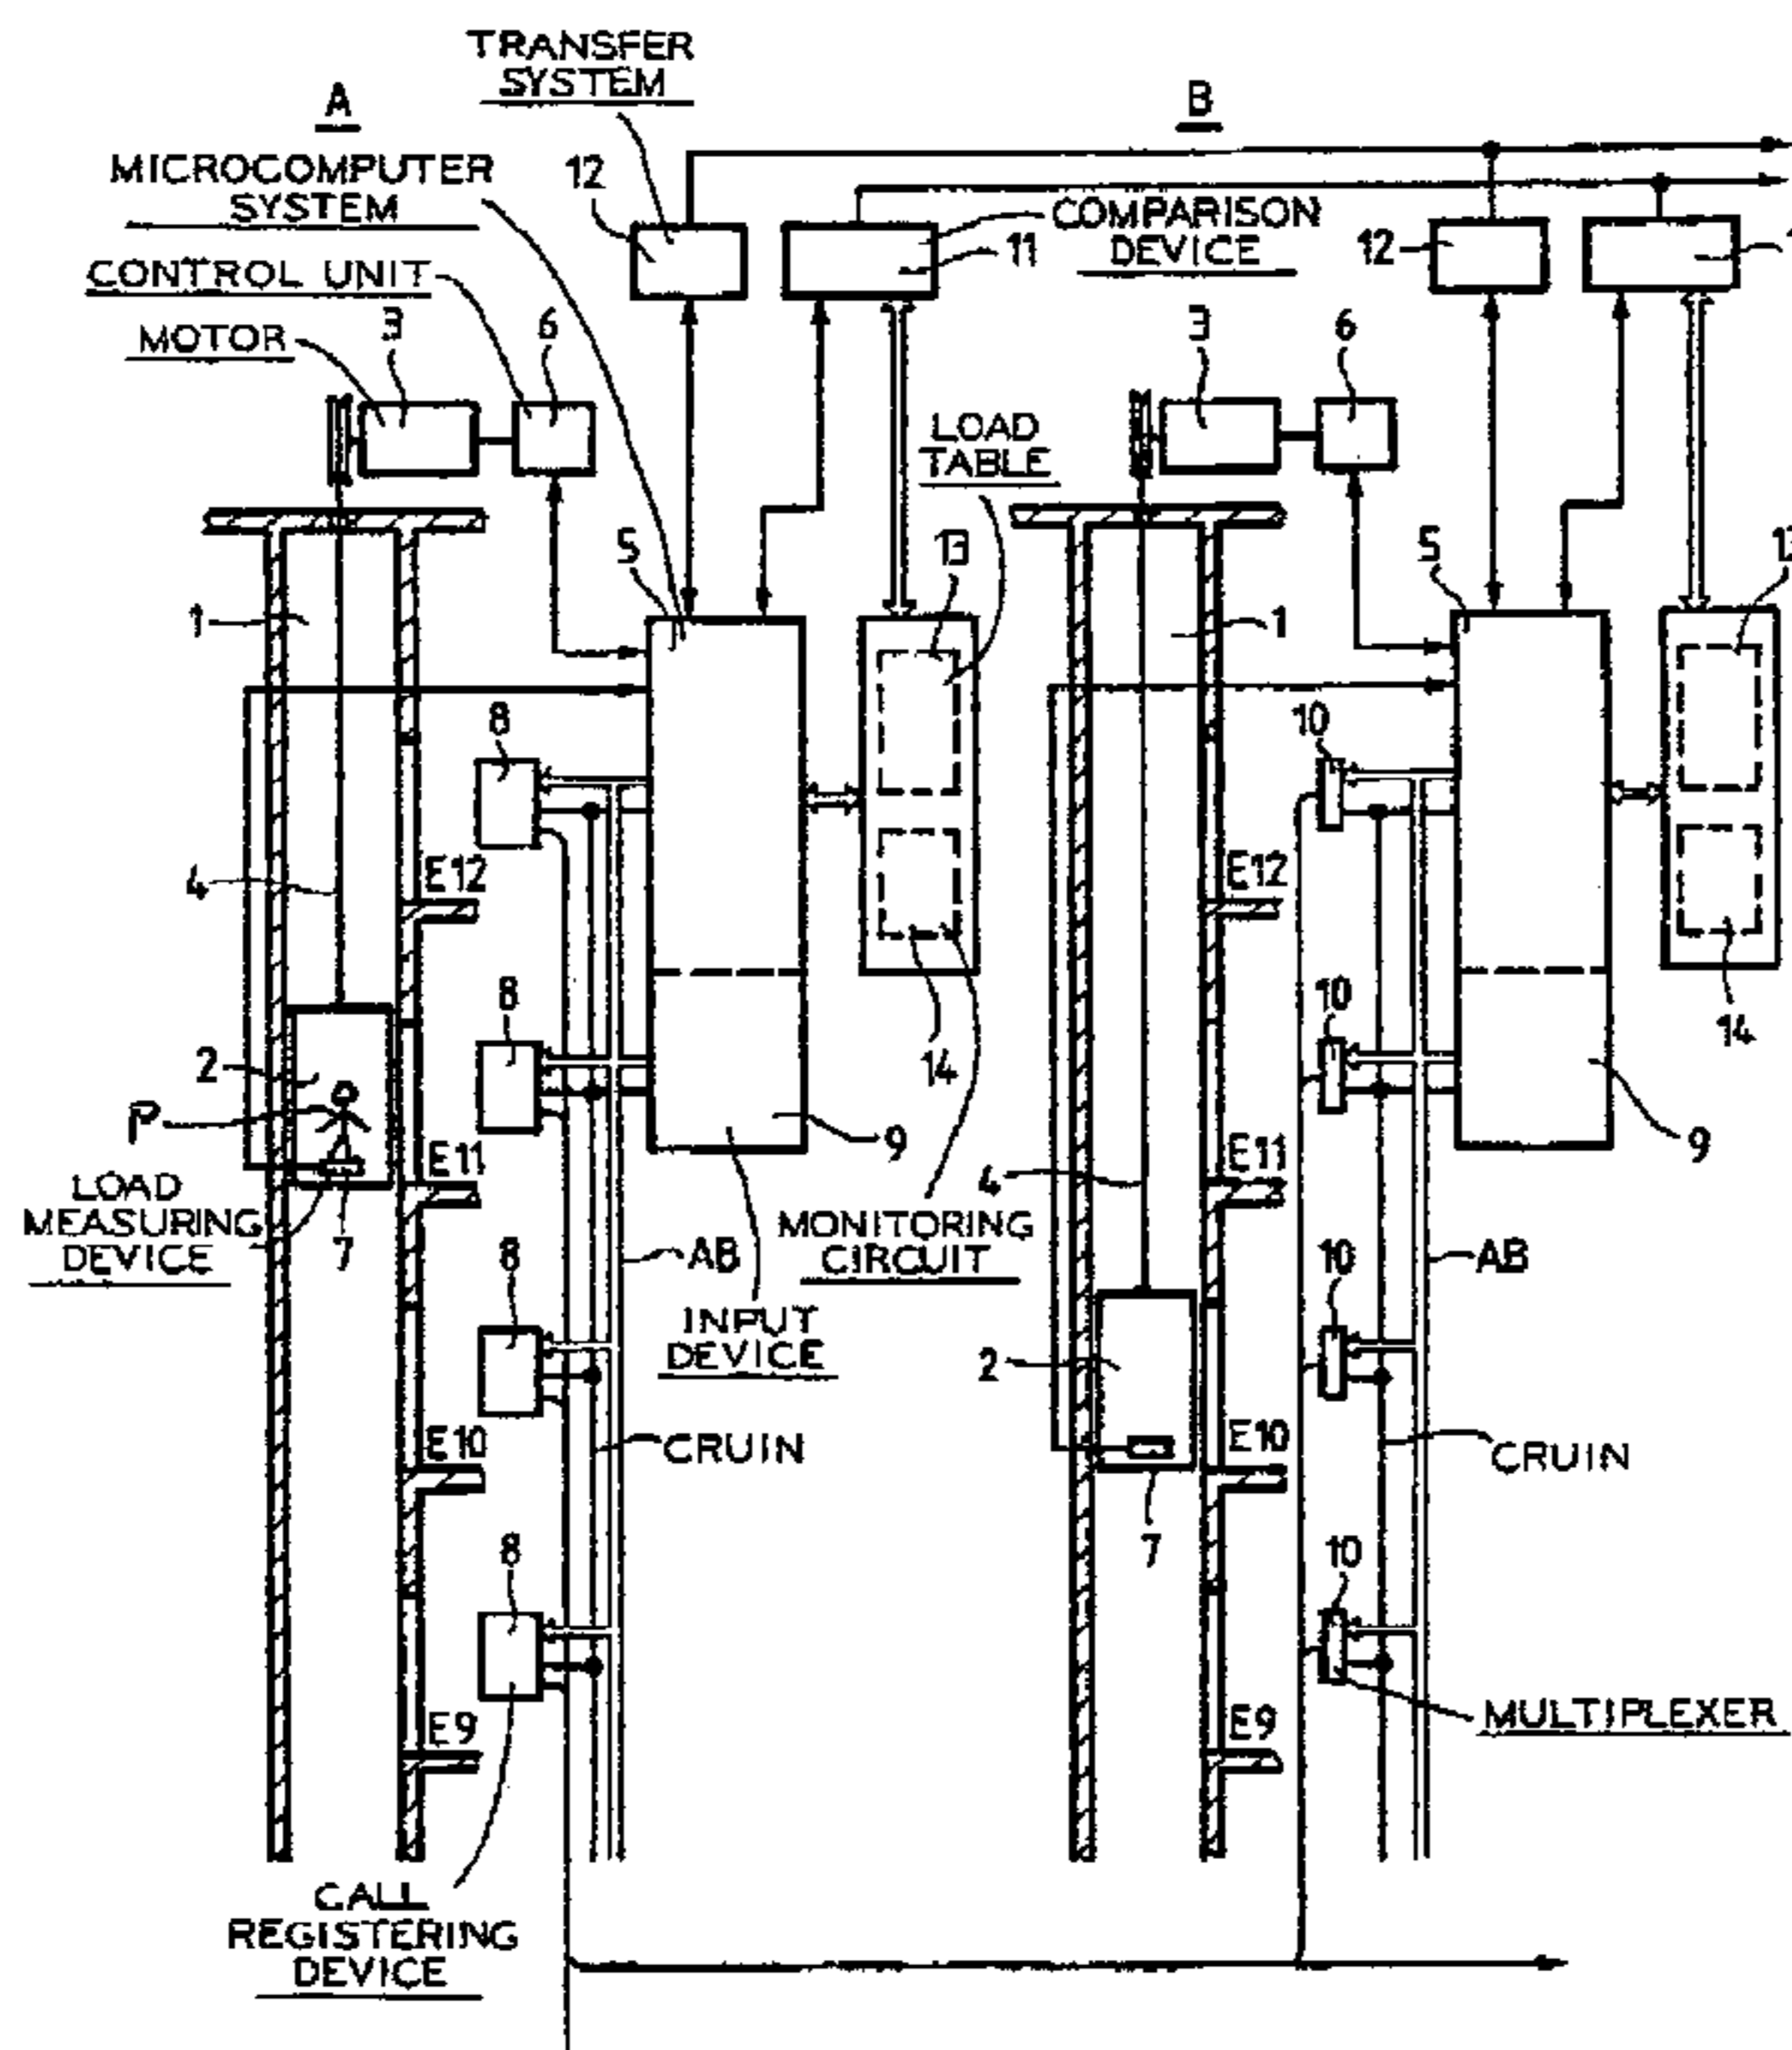 TRANSFER
SYSTEM
A
B
MICROCOMPUTER
SYSTEM
12
COMPARISON
DEVICE
11
12
CONTROL UNIT
MOTOR
3
6
3
6
LOAD
TABLE
5
13
5
1
1
8
10
4
E12
E12
8
14
10
14
2
P
9
9
E11
4
E11
LOAD
MEASURING
DEVICE
7
8
AB
MONITORING
CIRCUIT
10
AB
INPUT
DEVICE
2
E10
CRUIN
E10
CRUIN
7
8
10
E9
E9
MULTIPLEXER
CALL
REGISTERING
DEVICE